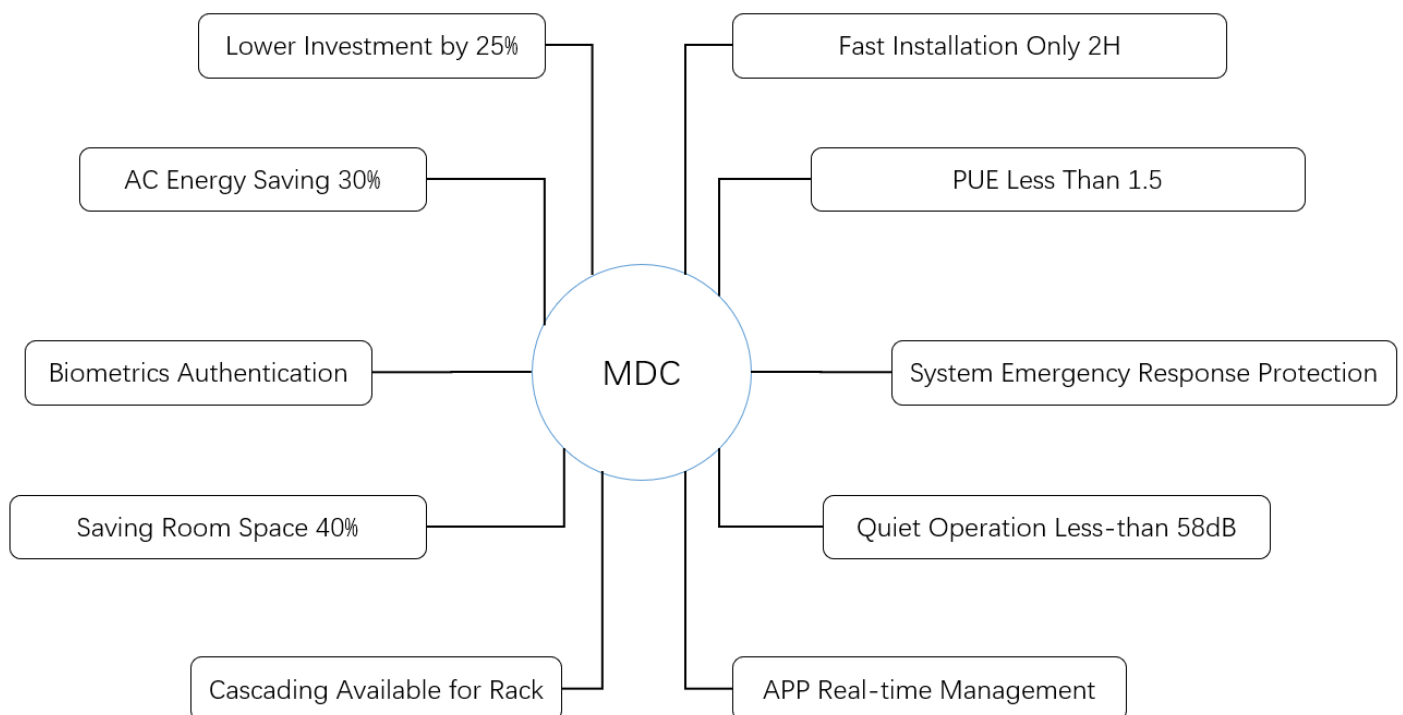 Lower Investment by 25%
Fast Installation Only 2H
AC Energy Saving 30%
PUE Less Than 1.5
Biometrics Authentication
MDC
System Emergency Response Protection
Saving Room Space 40%
Quiet Operation Less-than 58dB
Cascading Available for Rack
APP Real-time Management